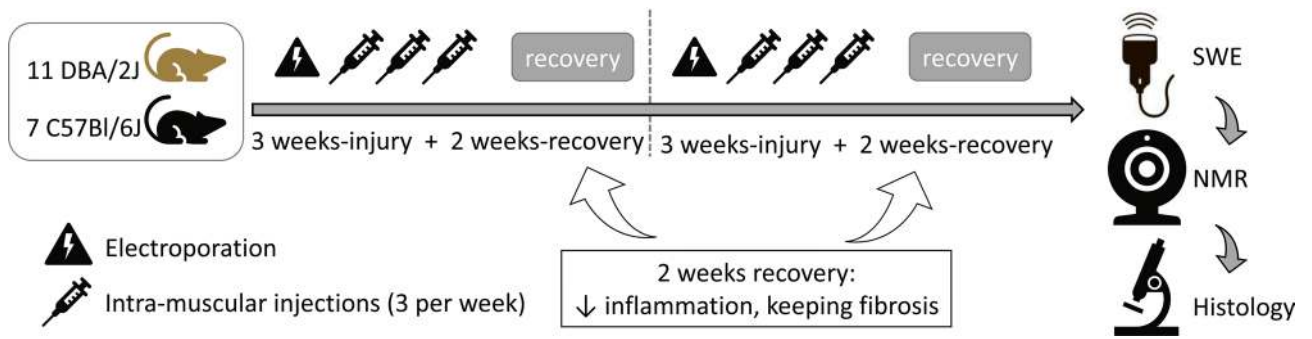 11 DBA/2J
7 C57Bl/6J
recovery
recovery
3 weeks-injury + 2 weeks-recovery
3 weeks-injury + 2 weeks-recovery
SWE
NMR
Histology
Electroporation
Intra-muscular injections (3 per week)
2 weeks recovery:
↓ inflammation, keeping fibrosis